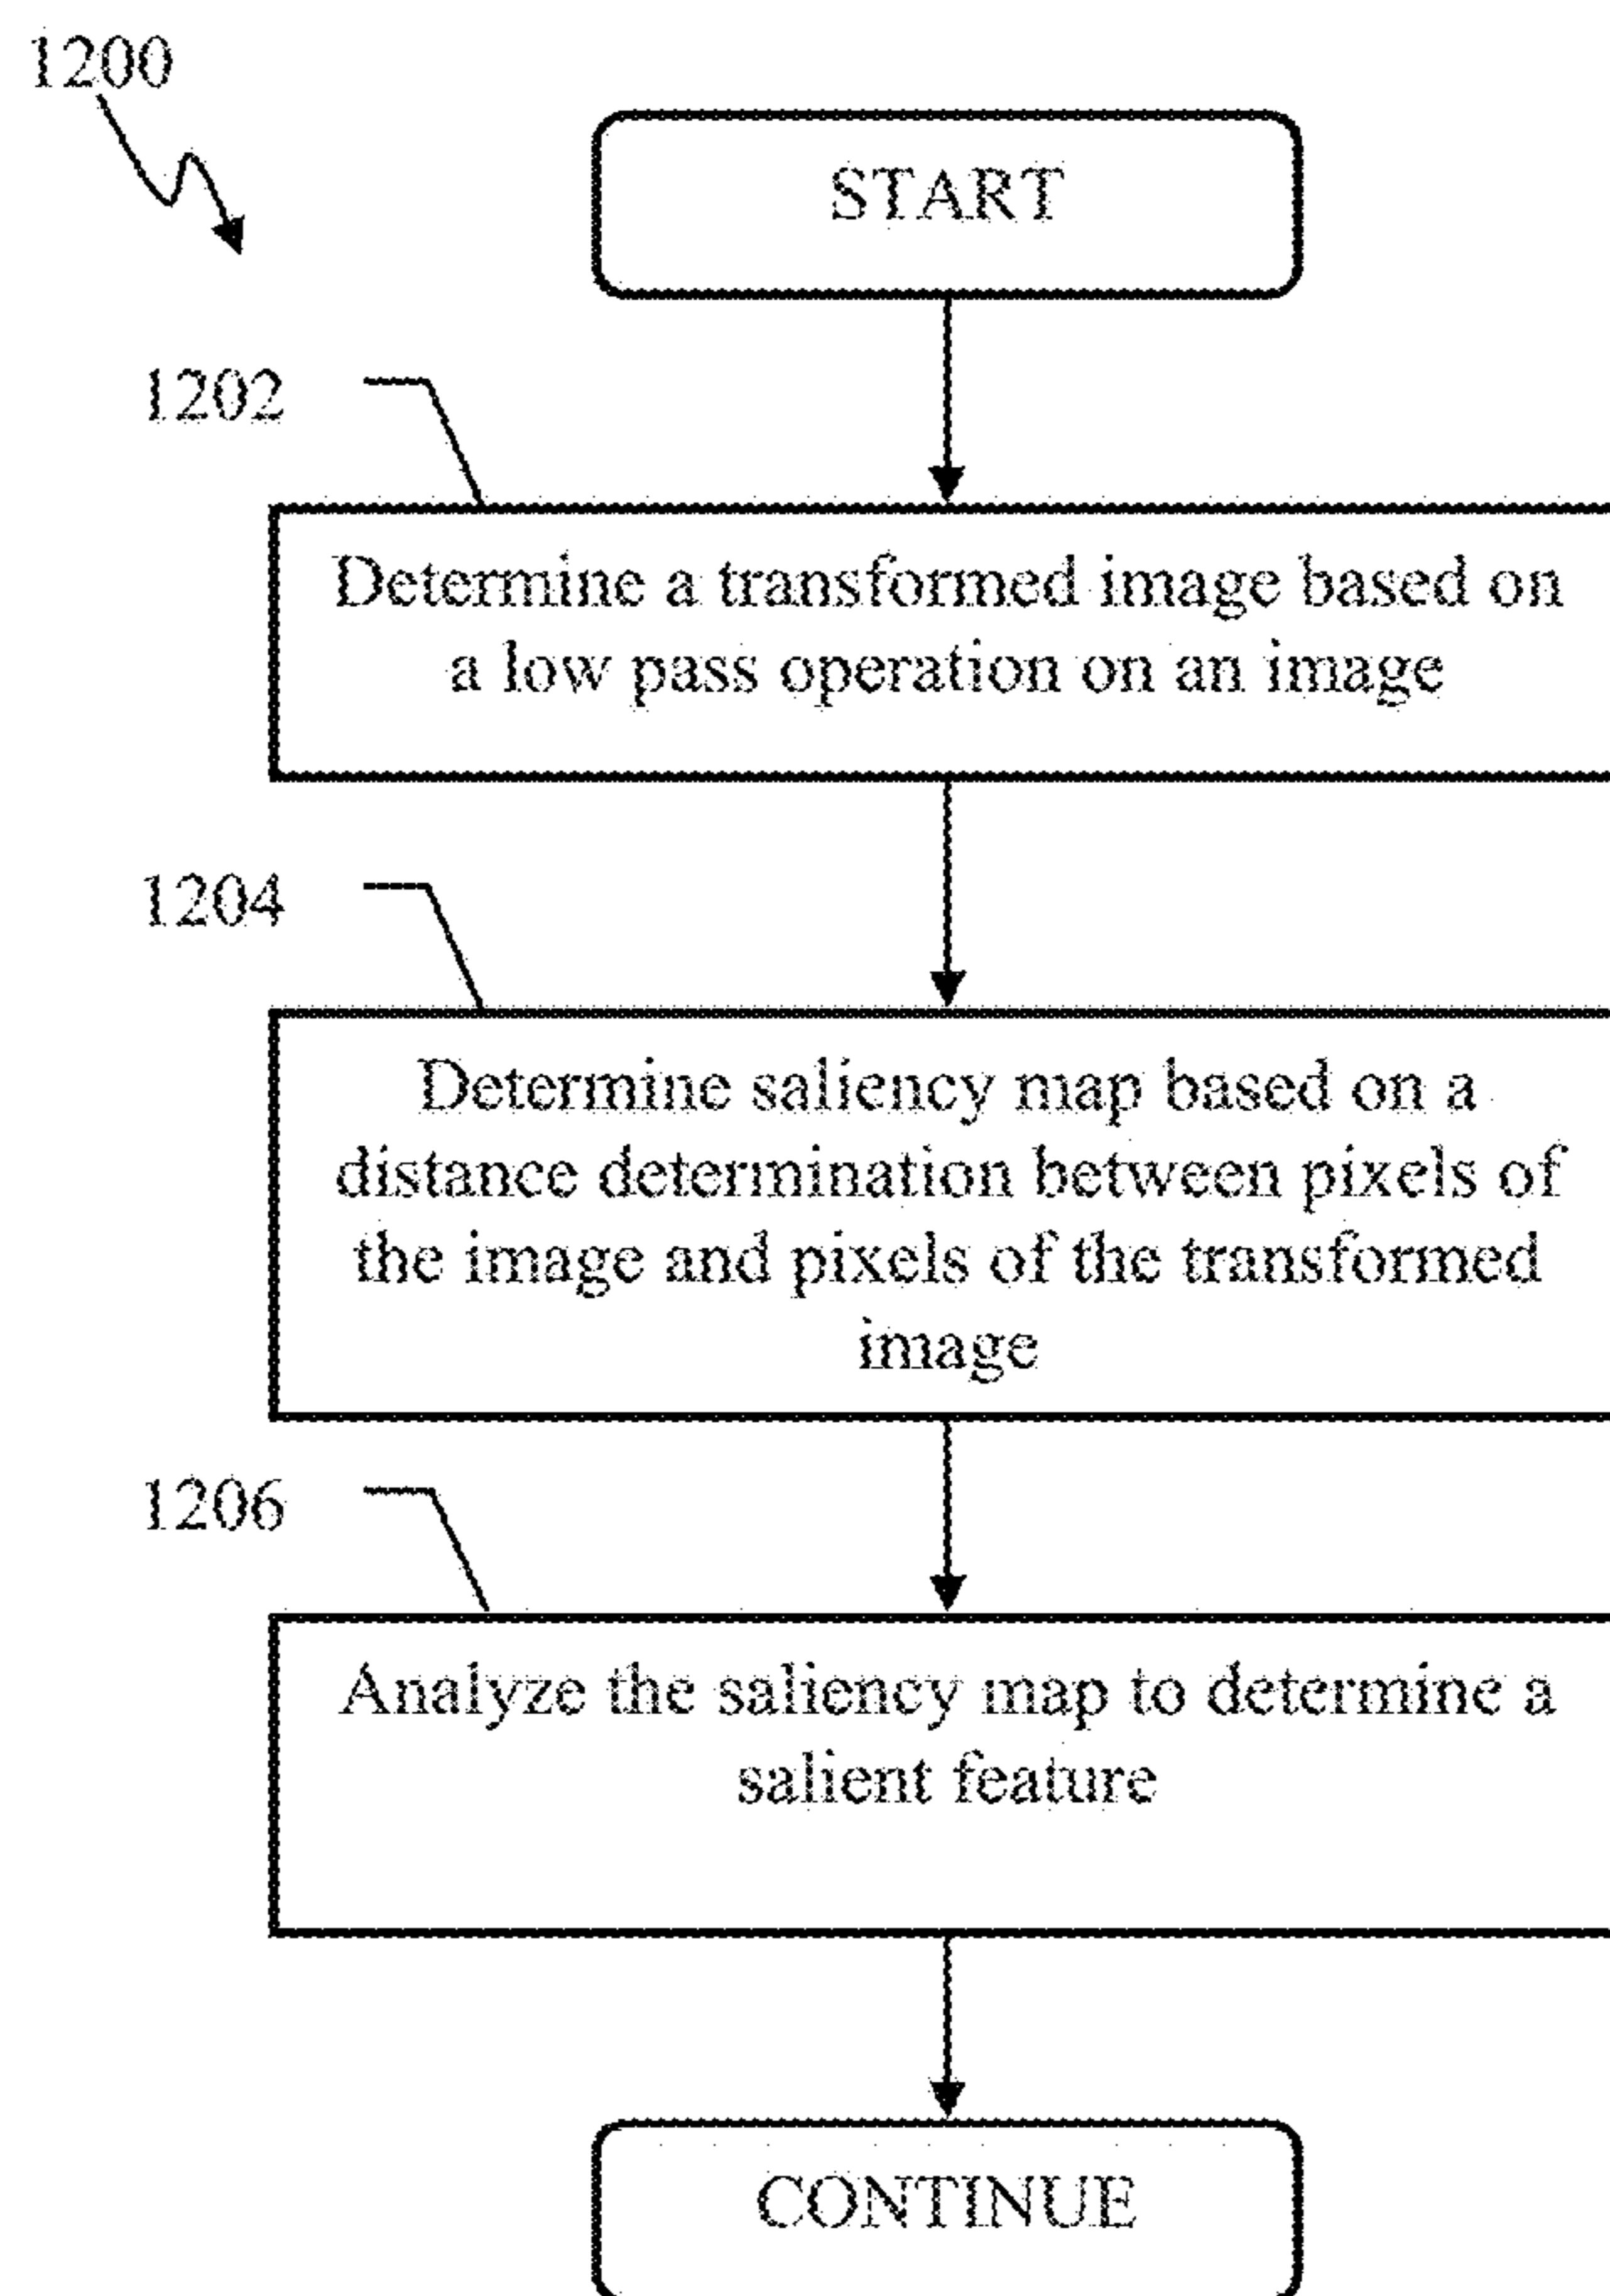 1200
START
1202
Determine a transformed image based on
a low pass operation on an image
1204
Determine saliency map based on a
distance determination between pixels of
the image and pixels of the transformed
image
1206
Analyze the saliency map to determine a
salient feature
CONTINUE